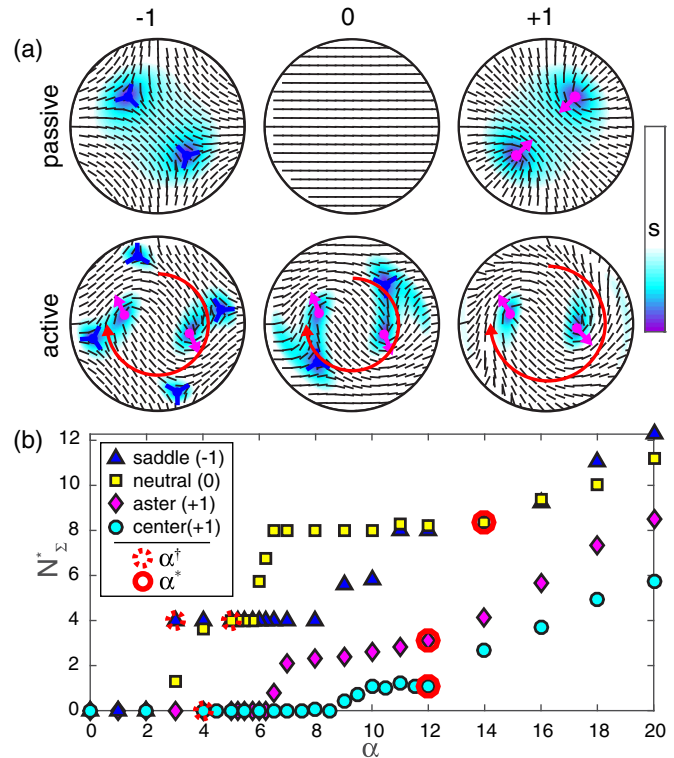 -1 0 +1
(a)
passive
s
active
(b)
12
10
8
6
4
2
0
N*Σ
saddle (-1)
neutral (0)
aster (+1)
center(+1)
α†
α*
0 2 4 6 8 10 12 14 16 18 20
α